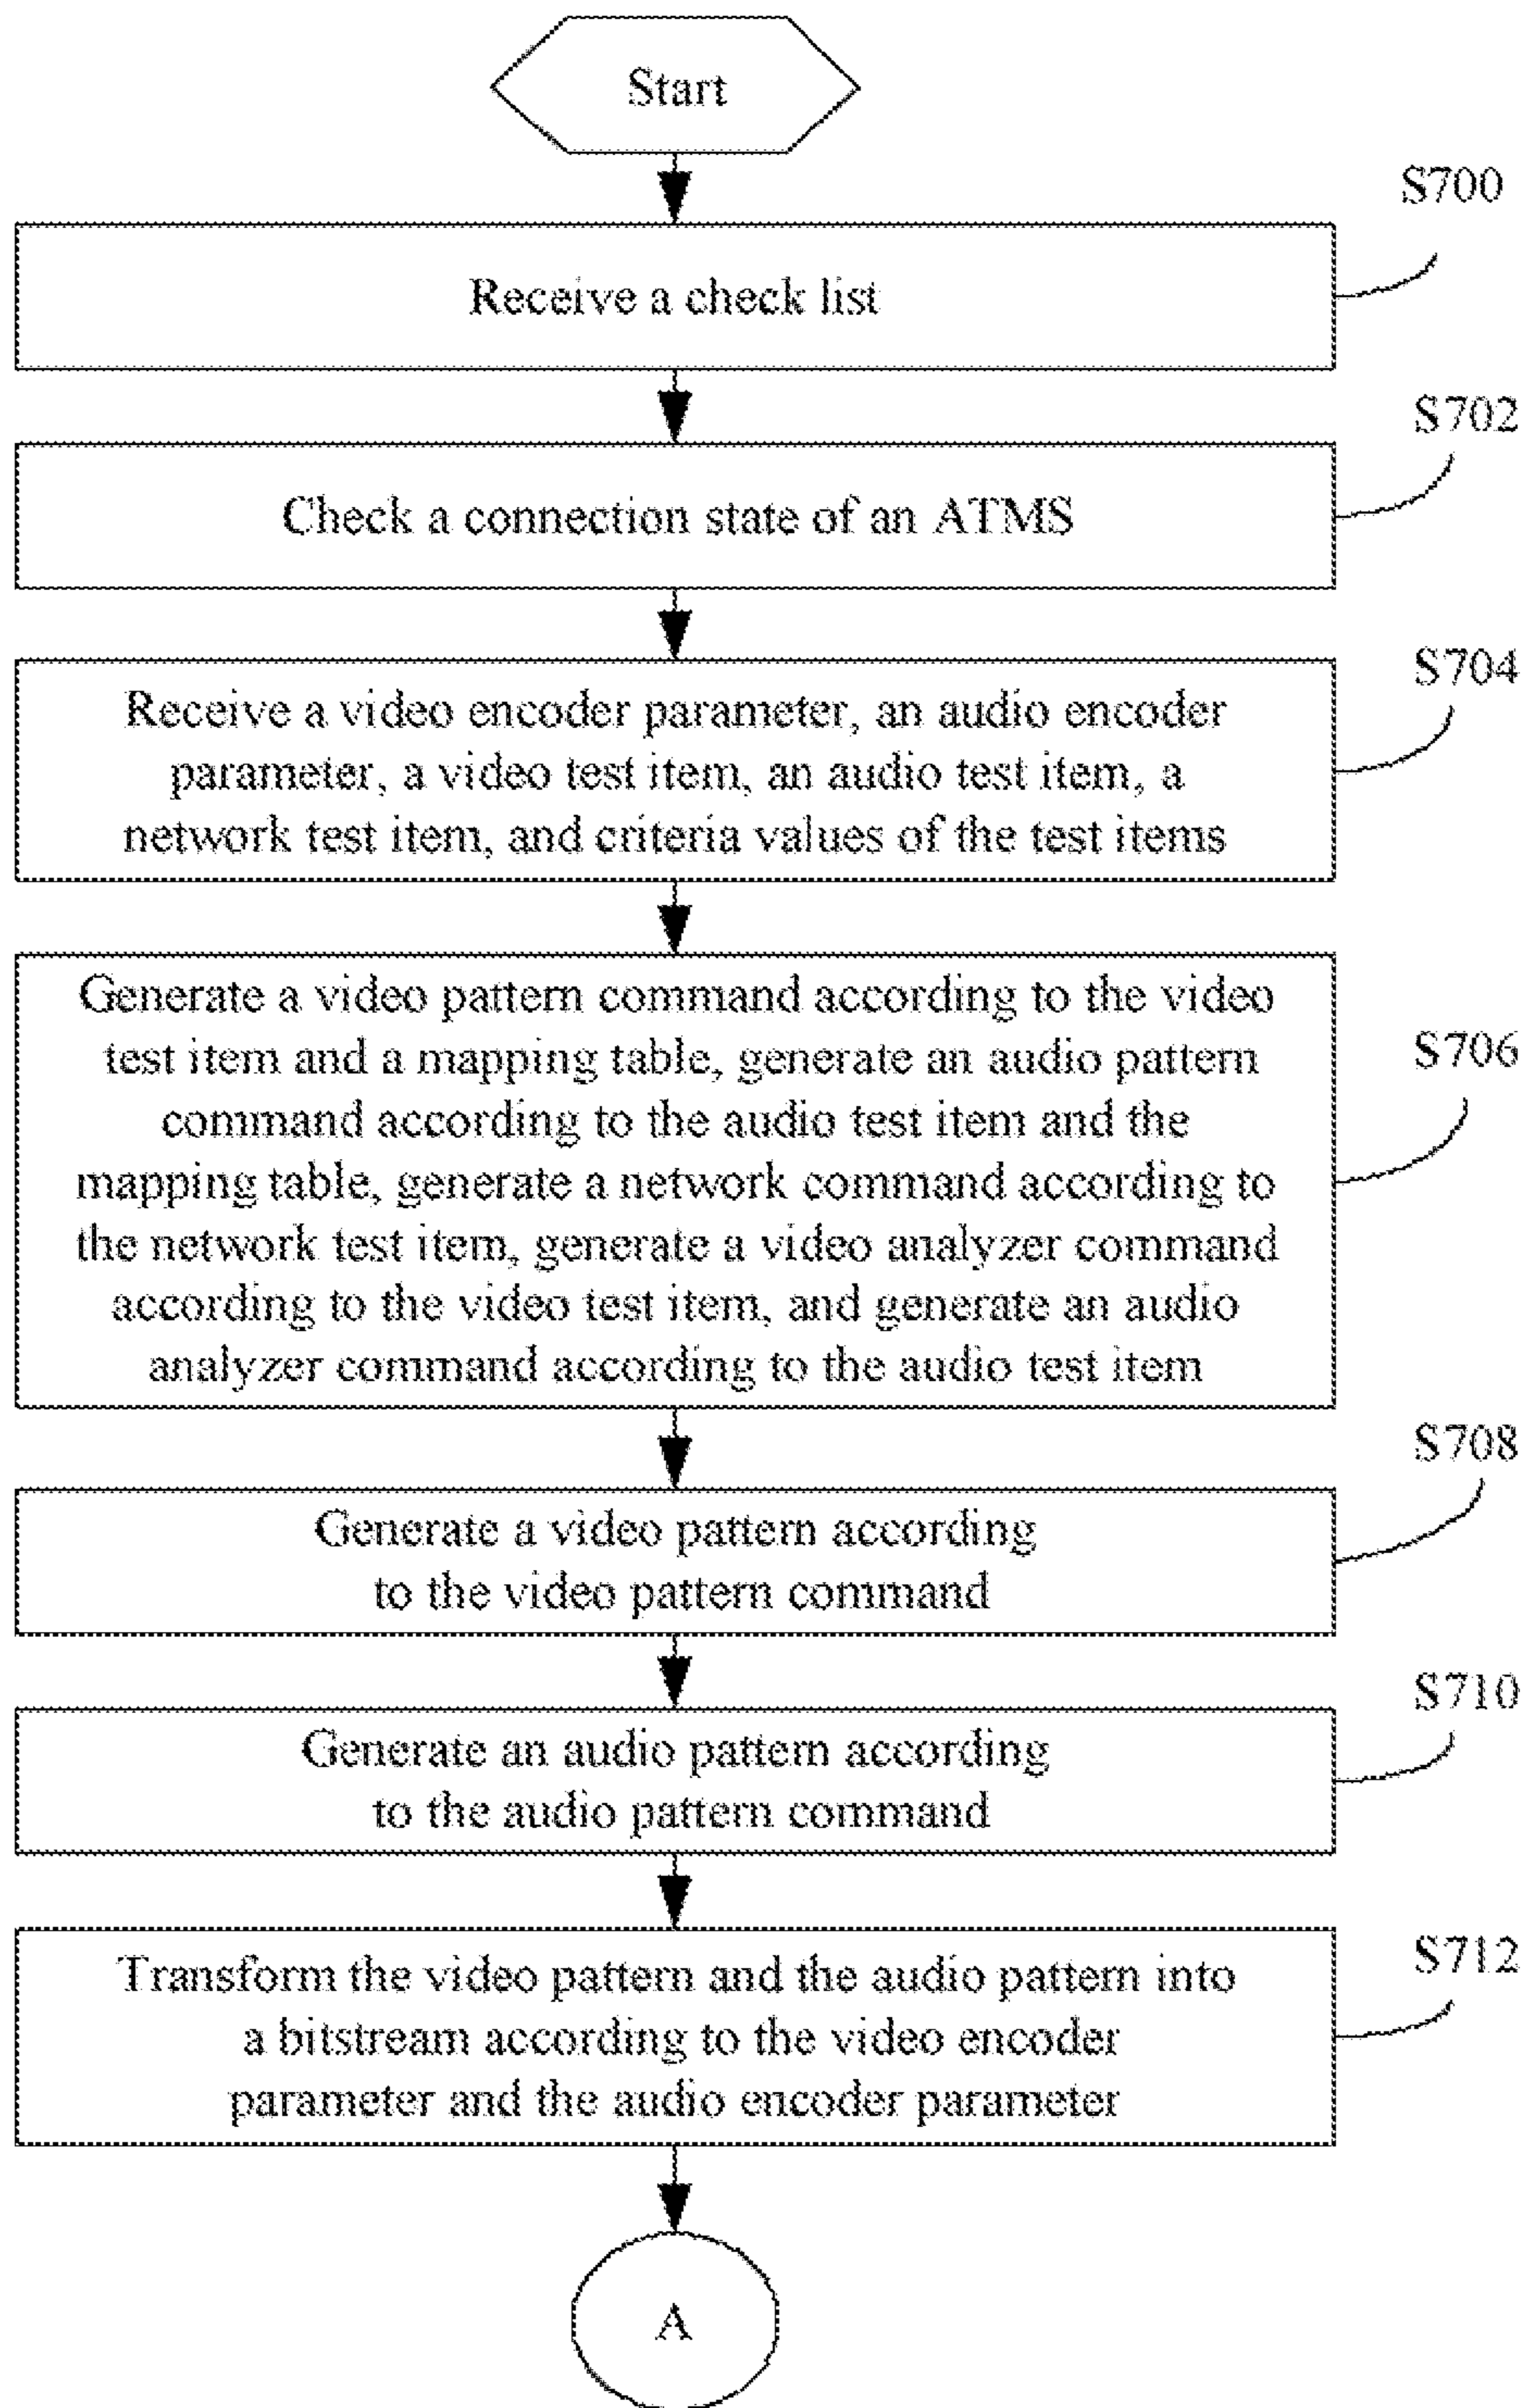 Start
S700
Receive a check list
S702
Check a connection state of an ATMS
S704
Receive a video encoder parameter, an audio encoder
parameter, a video test item, an audio test item, a
network test item, and criteria values of the test items
S706
Generate a video pattern command according to the video
test item and a mapping table, generate an audio pattern
command according to the audio test item and the
mapping table, generate a network command according to
the network test item, generate a video analyzer command
according to the video test item, and generate an audio
analyzer command according to the audio test item
S708
Generate a video pattern according
to the video pattern command
S710
Generate an audio pattern according
to the audio pattern command
S712
Transform the video pattern and the audio pattern into
a bitstream according to the video encoder
parameter and the audio encoder parameter
A